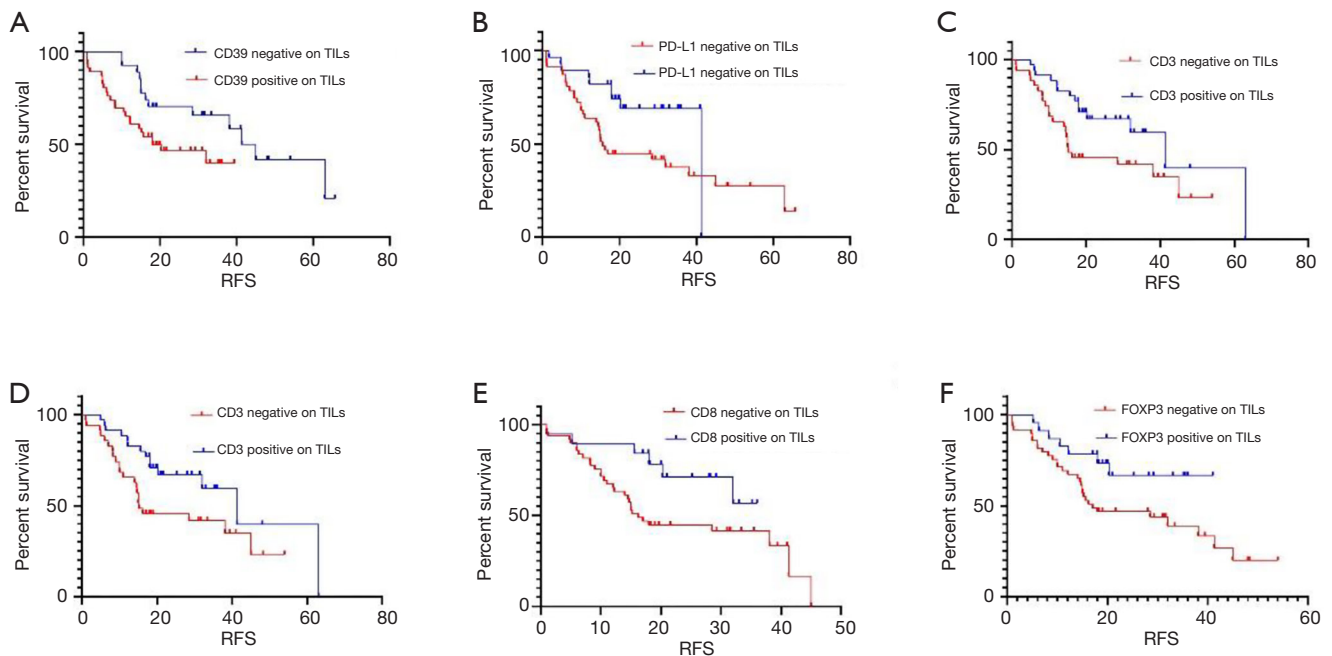 A
CD39 negative on TILs
CD39 positive on TILs
Percent survival
100
50
0
0 20 40 60 80
RFS
B
PD-L1 negative on TILs
PD-L1 negative on TILs
Percent survival
100
50
0
0 20 40 60 80
RFS
C
CD3 negative on TILs
CD3 positive on TILs
Percent survival
100
50
0
0 20 40 60 80
RFS
D
CD3 negative on TILs
CD3 positive on TILs
Percent survival
100
50
0
0 20 40 60 80
RFS
E
CD8 negative on TILs
CD8 positive on TILs
Percent survival
100
50
0
0 10 20 30 40 50
RFS
F
FOXP3 negative on TILs
FOXP3 positive on TILs
Percent survival
100
50
0
0 20 40 60
RFS